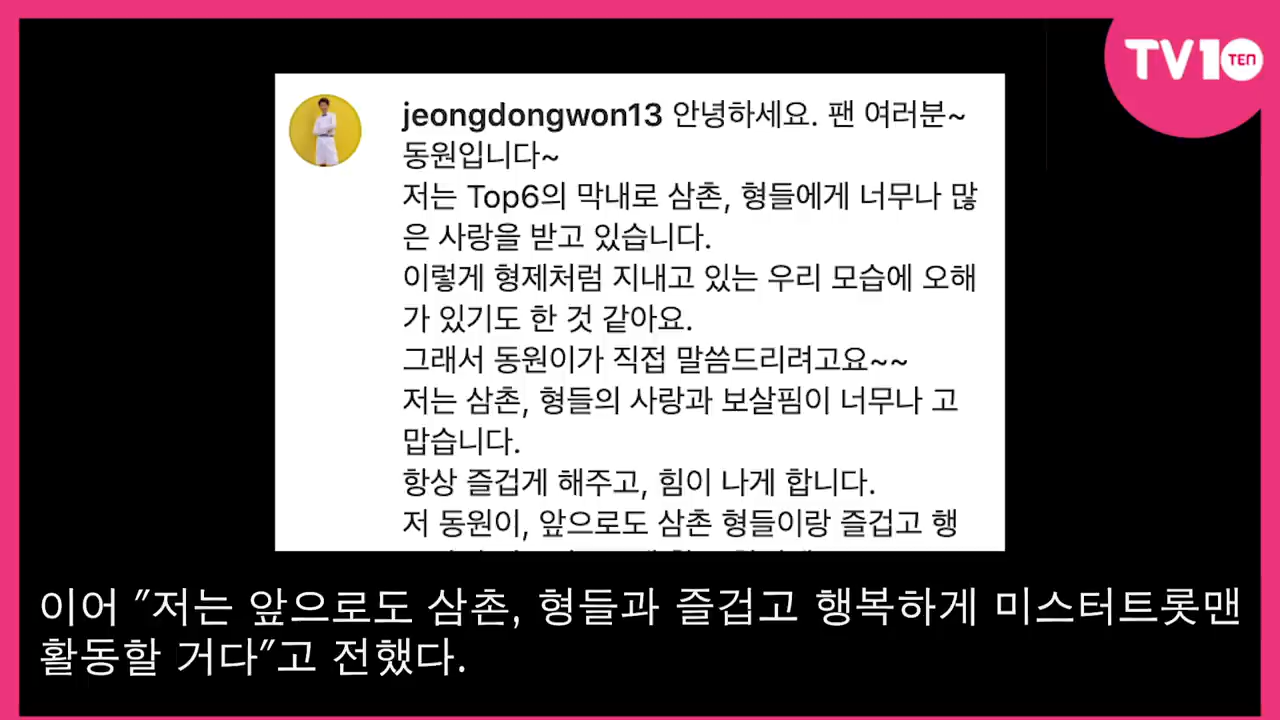 TV10
TEN
jeongdongwon13 안녕하세요. 팬 여러분~
동원입니다~
저는 Top6의 막내로 삼촌, 형들에게 너무나 많
은 사랑을 받고 있습니다.
이렇게 형제처럼 지내고 있는 우리 모습에 오해
가 있기도 한 것 같아요.
그래서 동원이가 직접 말씀드리려고요~~
저는 삼촌, 형들의 사랑과 보살핌이 너무나 고
맙습니다.
항상 즐겁게 해주고, 힘이 나게 합니다.
저 동원이, 앞으로도 삼촌 형들이랑 즐겁고 행
이어 "저는 앞으로도 삼촌, 형들과 즐겁고 행복하게 미스터트롯맨
활동할 거다"고 전했다.